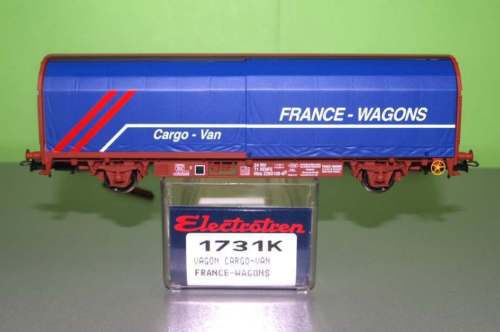 FRANCE - WAGONS
Cargo - Van
Electrotren
1731K
VAGON CARGO-VAN
FRANCE-WAGONS